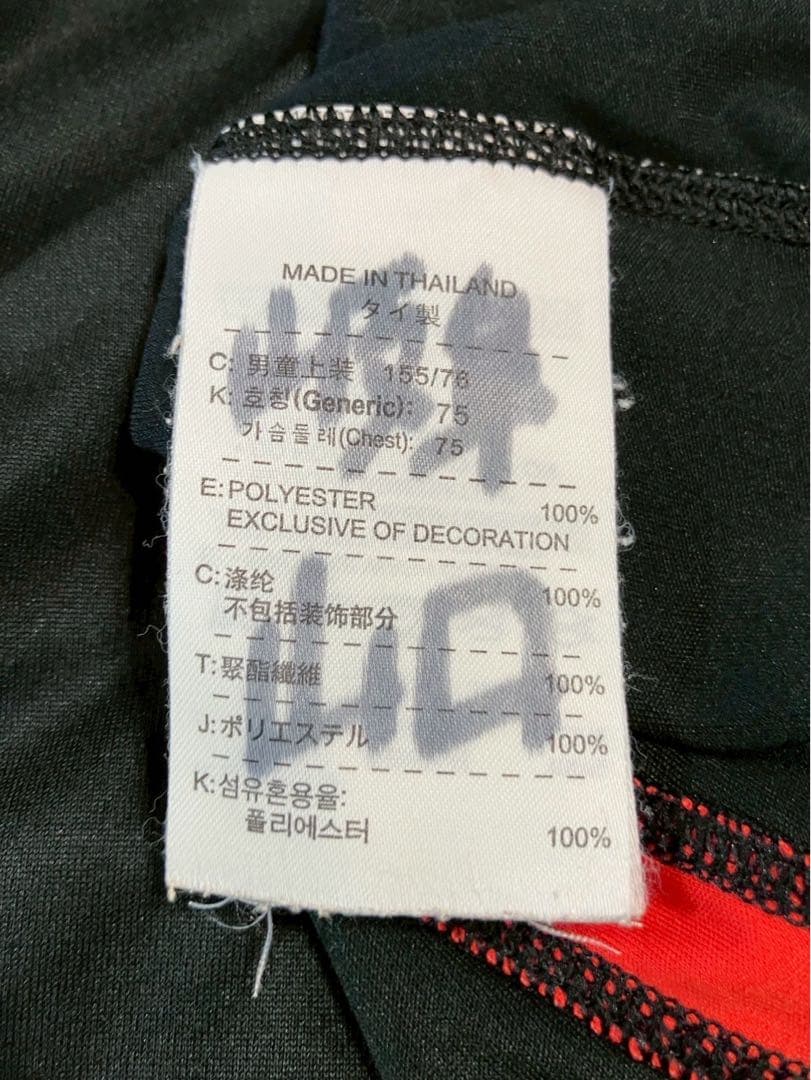 MADE IN THAILAND
タイ製
C: 男童上装 155/76
K: 호칭(Generic): 75
가슴둘레(Chest): 75
E: POLYESTER 100%
EXCLUSIVE OF DECORATION
C: 涤纶 100%
不包括装饰部分
T: 聚酯纖維 100%
J: ポリエステル 100%
K: 섬유혼용율:
폴리에스터 100%